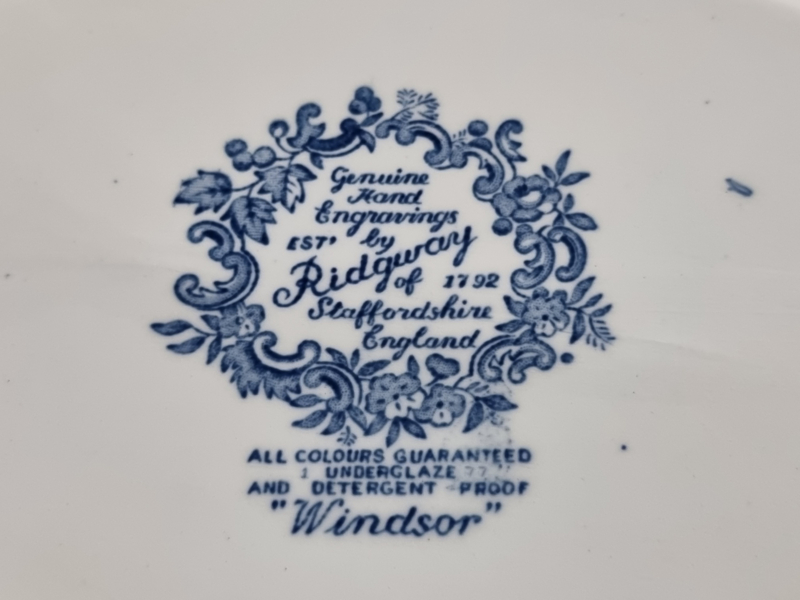 Genuine
Hand
Engravings
EST' by
Ridgway
of 1792
Staffordshire
England
ALL COLOURS GUARANTEED
UNDERGLAZE
AND DETERGENT PROOF
"Windsor"